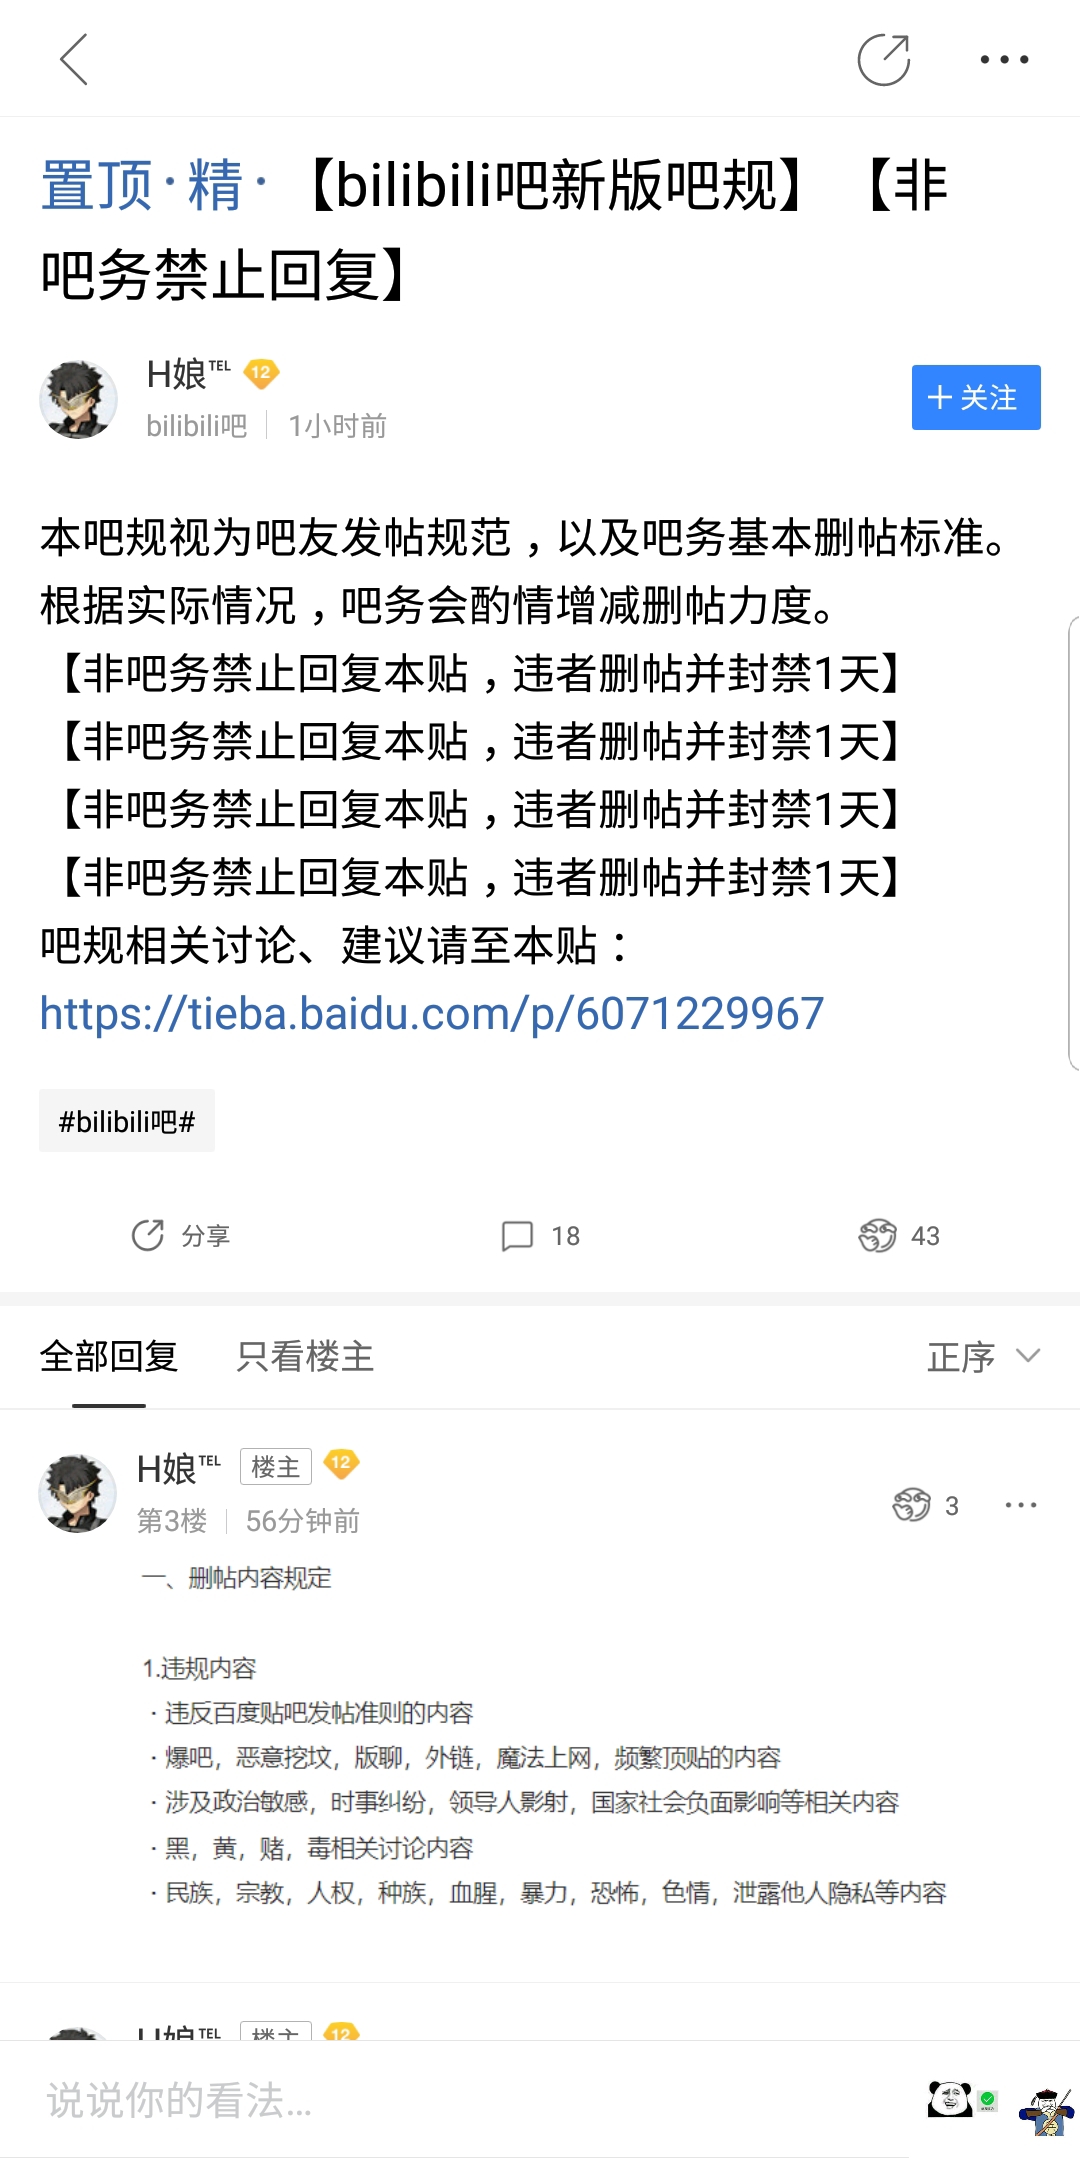 置顶·精·【bilibili吧新版吧规】【非
吧务禁止回复】
H娘℡ 12
bilibili吧 1小时前
+关注
本吧规视为吧友发帖规范,以及吧务基本删帖标准。
根据实际情况,吧务会酌情增减删帖力度。
【非吧务禁止回复本贴,违者删帖并封禁1天】
【非吧务禁止回复本贴,违者删帖并封禁1天】
【非吧务禁止回复本贴,违者删帖并封禁1天】
【非吧务禁止回复本贴,违者删帖并封禁1天】
吧规相关讨论、建议请至本贴:
https://tieba.baidu.com/p/6071229967
#bilibili吧#
分享 18 43
全部回复 只看楼主 正序
H娘℡ 楼主 12
第3楼 56分钟前 3
一、删帖内容规定
1.违规内容
·违反百度贴吧发帖准则的内容
·爆吧，恶意挖坟，版聊，外链，魔法上网，频繁顶贴的内容
·涉及政治敏感，时事纠纷，领导人影射，国家社会负面影响等相关内容
·黑，黄，赌，毒相关讨论内容
·民族，宗教，人权，种族，血腥，暴力，恐怖，色情，泄露他人隐私等内容
H娘℡ 楼主 12
说说你的看法...